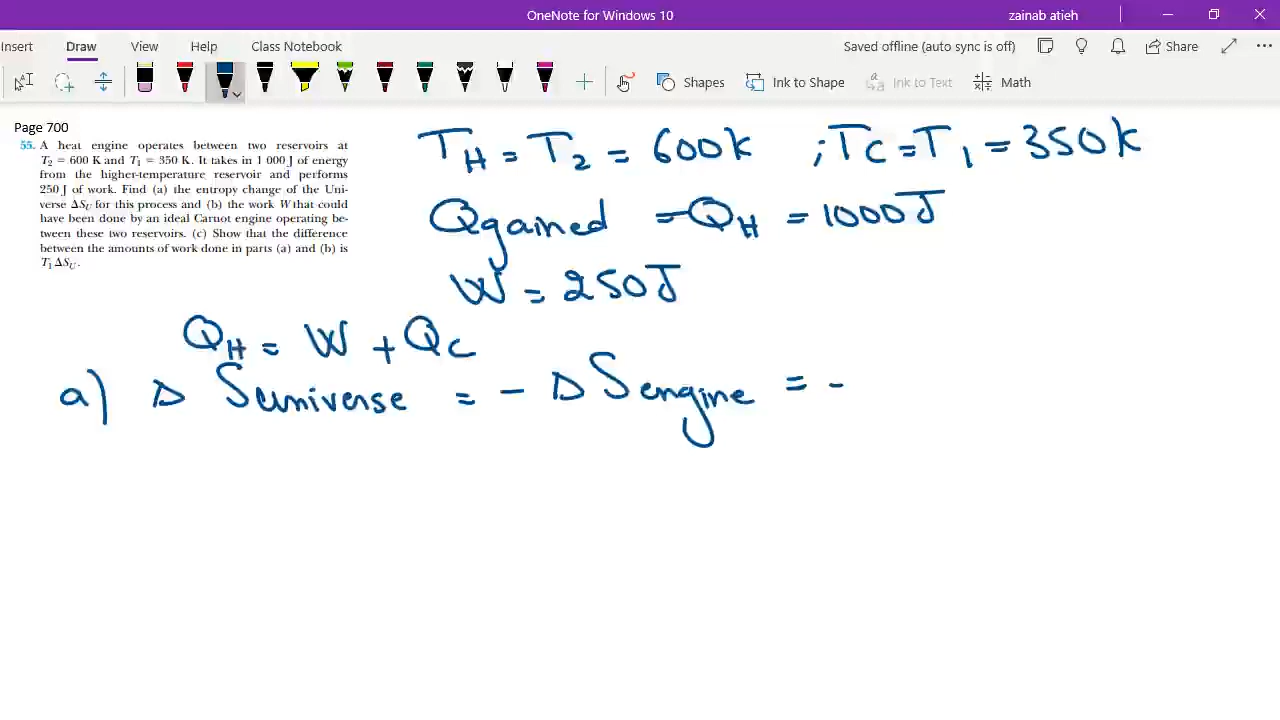 OneNote for Windows 10
zainab atieh
Insert Draw View Help Class Notebook
Saved offline (auto sync is off) Share
Shapes Ink to Shape Ink to Text Math
Page 700
55. A heat engine operates between two reservoirs at
T2 = 600 K and T1 = 350 K. It takes in 1 000 J of energy
from the higher-temperature reservoir and performs
250 J of work. Find (a) the entropy change of the Uni-
verse ΔSU for this process and (b) the work W that could
have been done by an ideal Carnot engine operating be-
tween these two reservoirs. (c) Show that the difference
between the amounts of work done in parts (a) and (b) is
T1ΔSU.
TH = T2 = 600K ; TC = T1 = 350K
Qgained = QH = 1000J
W = 250J
QH = W + QC
a) Δ Suniverse = - Δ Sengine = -